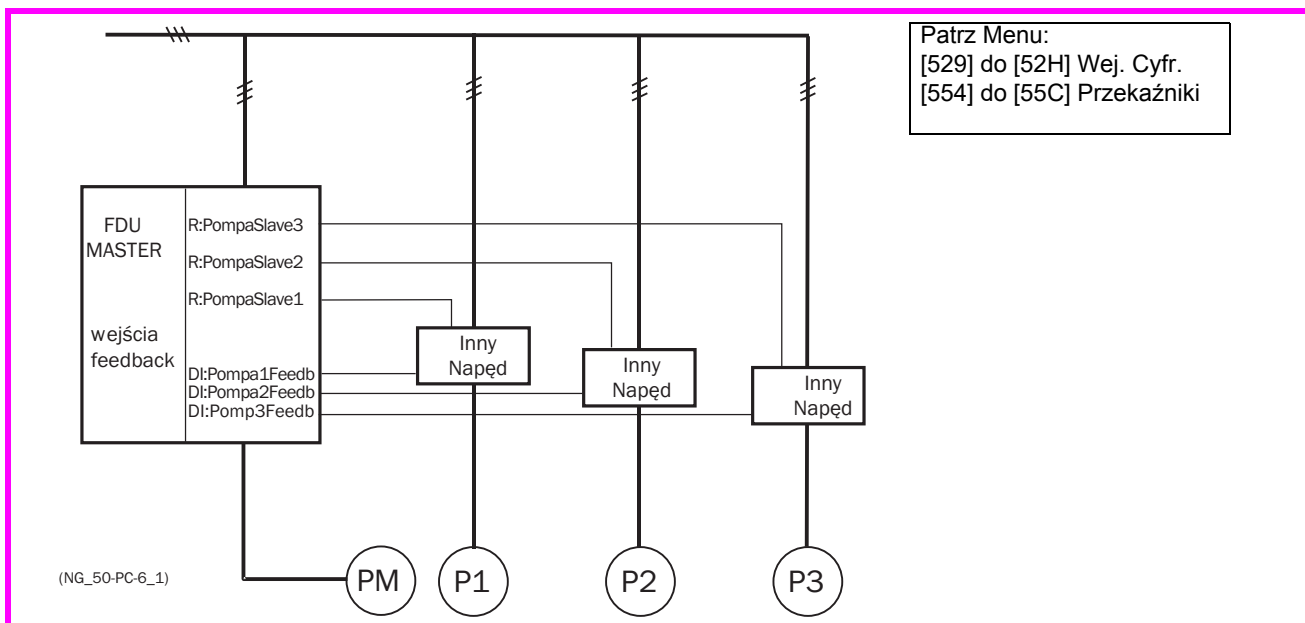 Patrz Menu:
[529] do [52H] Wej. Cyfr.
[554] do [55C] Przekaźniki
FDU
MASTER
wejścia
feedback
R:PompaSlave3
R:PompaSlave2
R:PompaSlave1
DI:Pompa1Feedb
DI:Pompa2Feedb
DI:Pomp3Feedb
Inny
Napęd
Inny
Napęd
Inny
Napęd
(NG_50-PC-6_1)
PM
P1
P2
P3